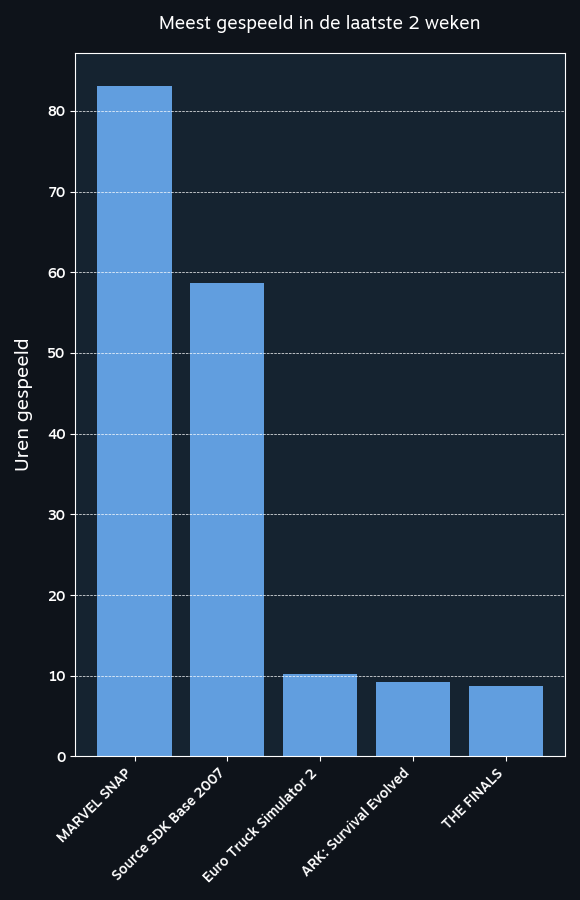 Meest gespeeld in de laatste 2 weken
Uren gespeeld
80
70
60
50
40
30
20
10
0
MARVEL SNAP
Source SDK Base 2007
Euro Truck Simulator 2
ARK: Survival Evolved
THE FINALS